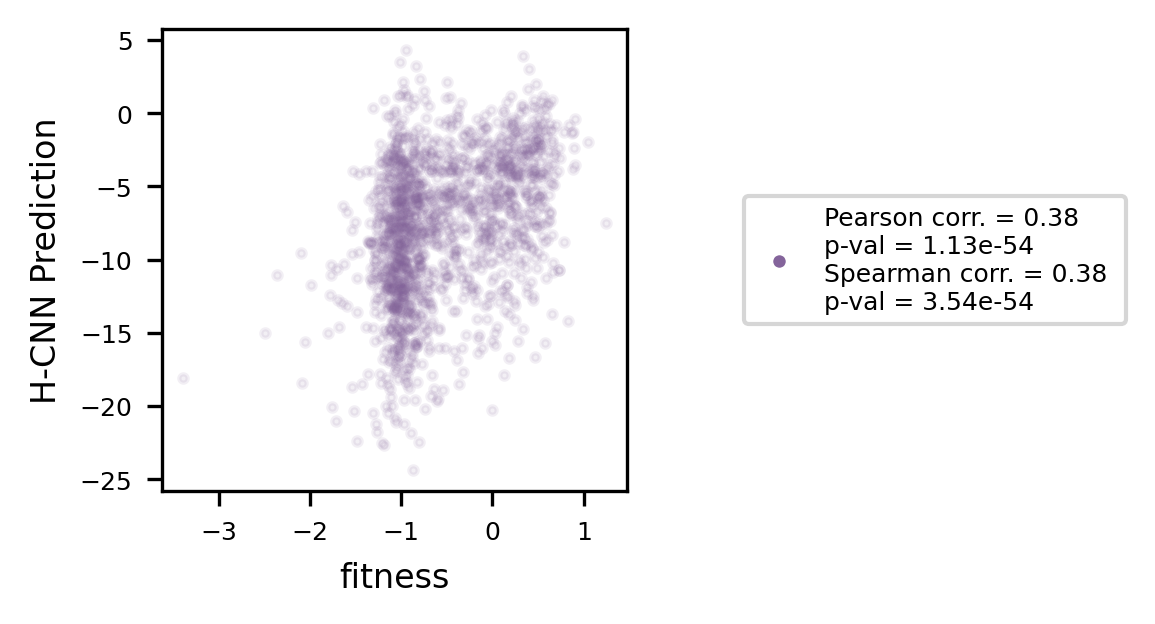 H-CNN Prediction
5
0
−5
−10
−15
−20
−25
−3
−2
−1
0
1
fitness
Pearson corr. = 0.38
p-val = 1.13e-54
Spearman corr. = 0.38
p-val = 3.54e-54